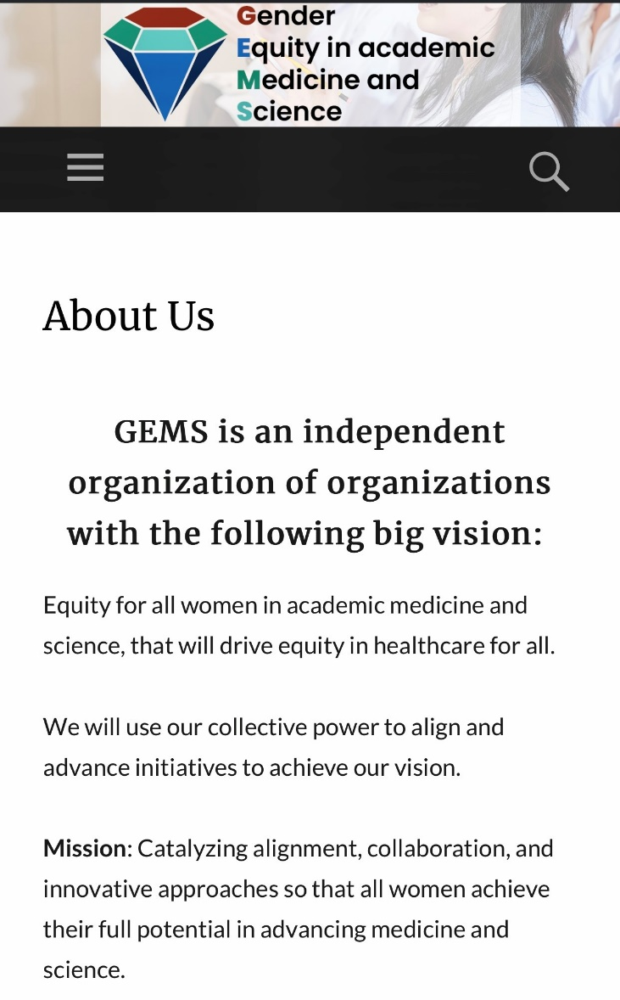 Gender
Equity in academic
Medicine and
Science
About Us
GEMS is an independent
organization of organizations
with the following big vision:
Equity for all women in academic medicine and
science, that will drive equity in healthcare for all.
We will use our collective power to align and
advance initiatives to achieve our vision.
Mission: Catalyzing alignment, collaboration, and
innovative approaches so that all women achieve
their full potential in advancing medicine and
science.